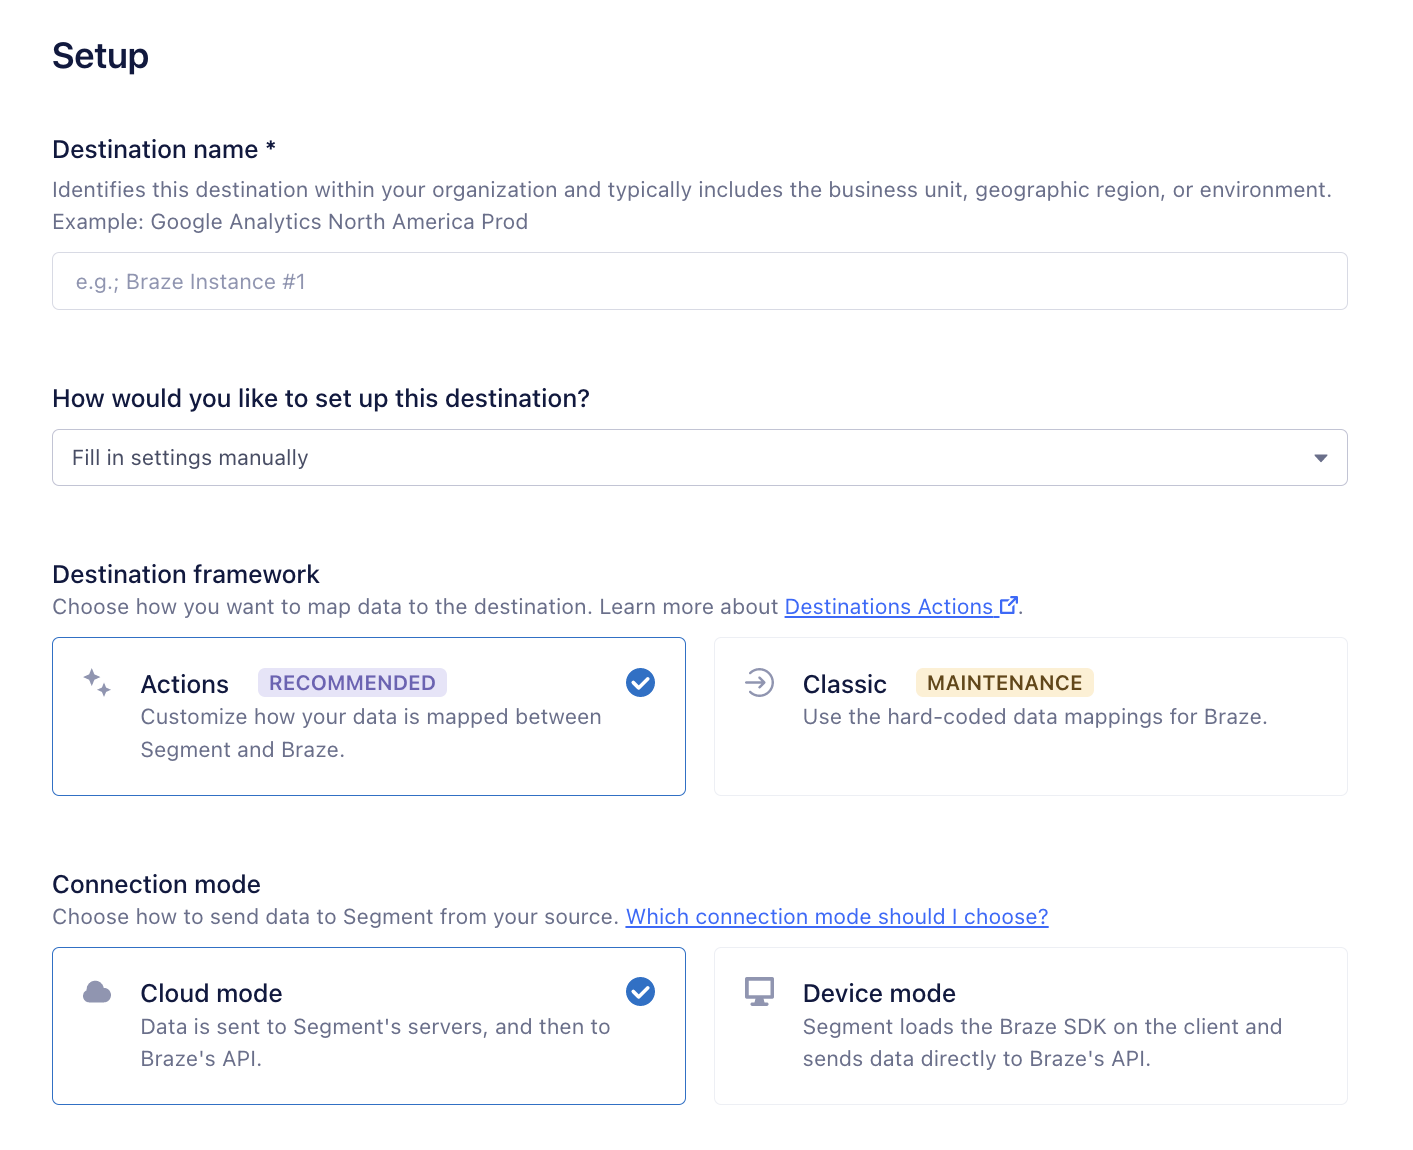 Setup
Destination name *
Identifies this destination within your organization and typically includes the business unit, geographic region, or environment.
Example: Google Analytics North America Prod
e.g.; Braze Instance #1
How would you like to set up this destination?
Fill in settings manually
Destination framework
Choose how you want to map data to the destination. Learn more about Destinations Actions.
Actions RECOMMENDED
Customize how your data is mapped between
Segment and Braze.
Classic MAINTENANCE
Use the hard-coded data mappings for Braze.
Connection mode
Choose how to send data to Segment from your source. Which connection mode should I choose?
Cloud mode
Data is sent to Segment's servers, and then to
Braze's API.
Device mode
Segment loads the Braze SDK on the client and
sends data directly to Braze's API.